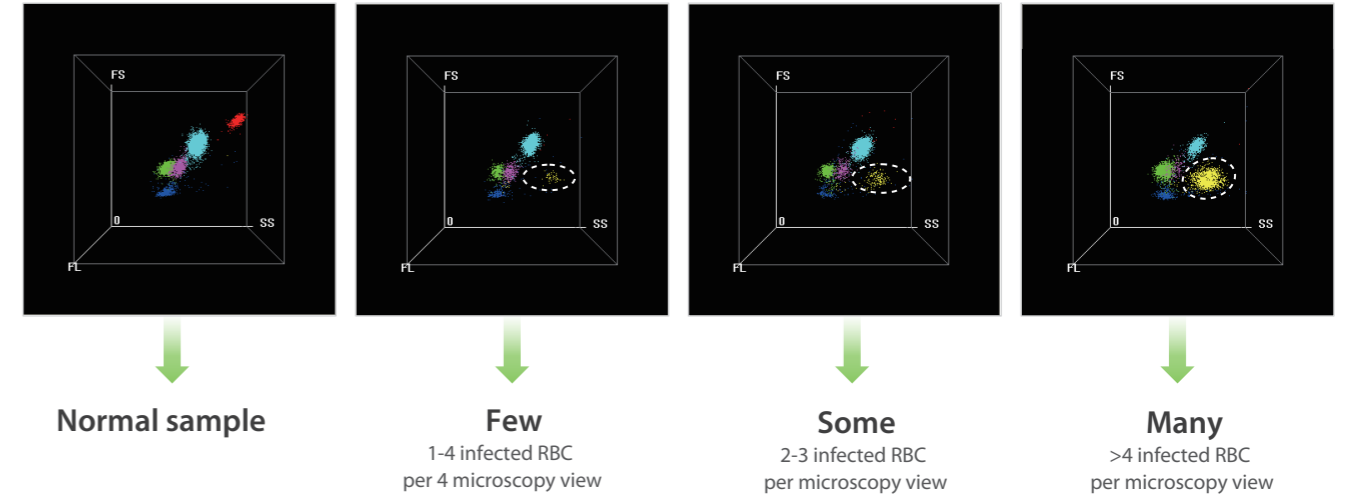 FS
0
SS
FL
FS
0
SS
FL
FS
0
SS
FL
FS
0
SS
FL
Normal sample
Few
1-4 infected RBC
per 4 microscopy view
Some
2-3 infected RBC
per microscopy view
Many
>4 infected RBC
per microscopy view